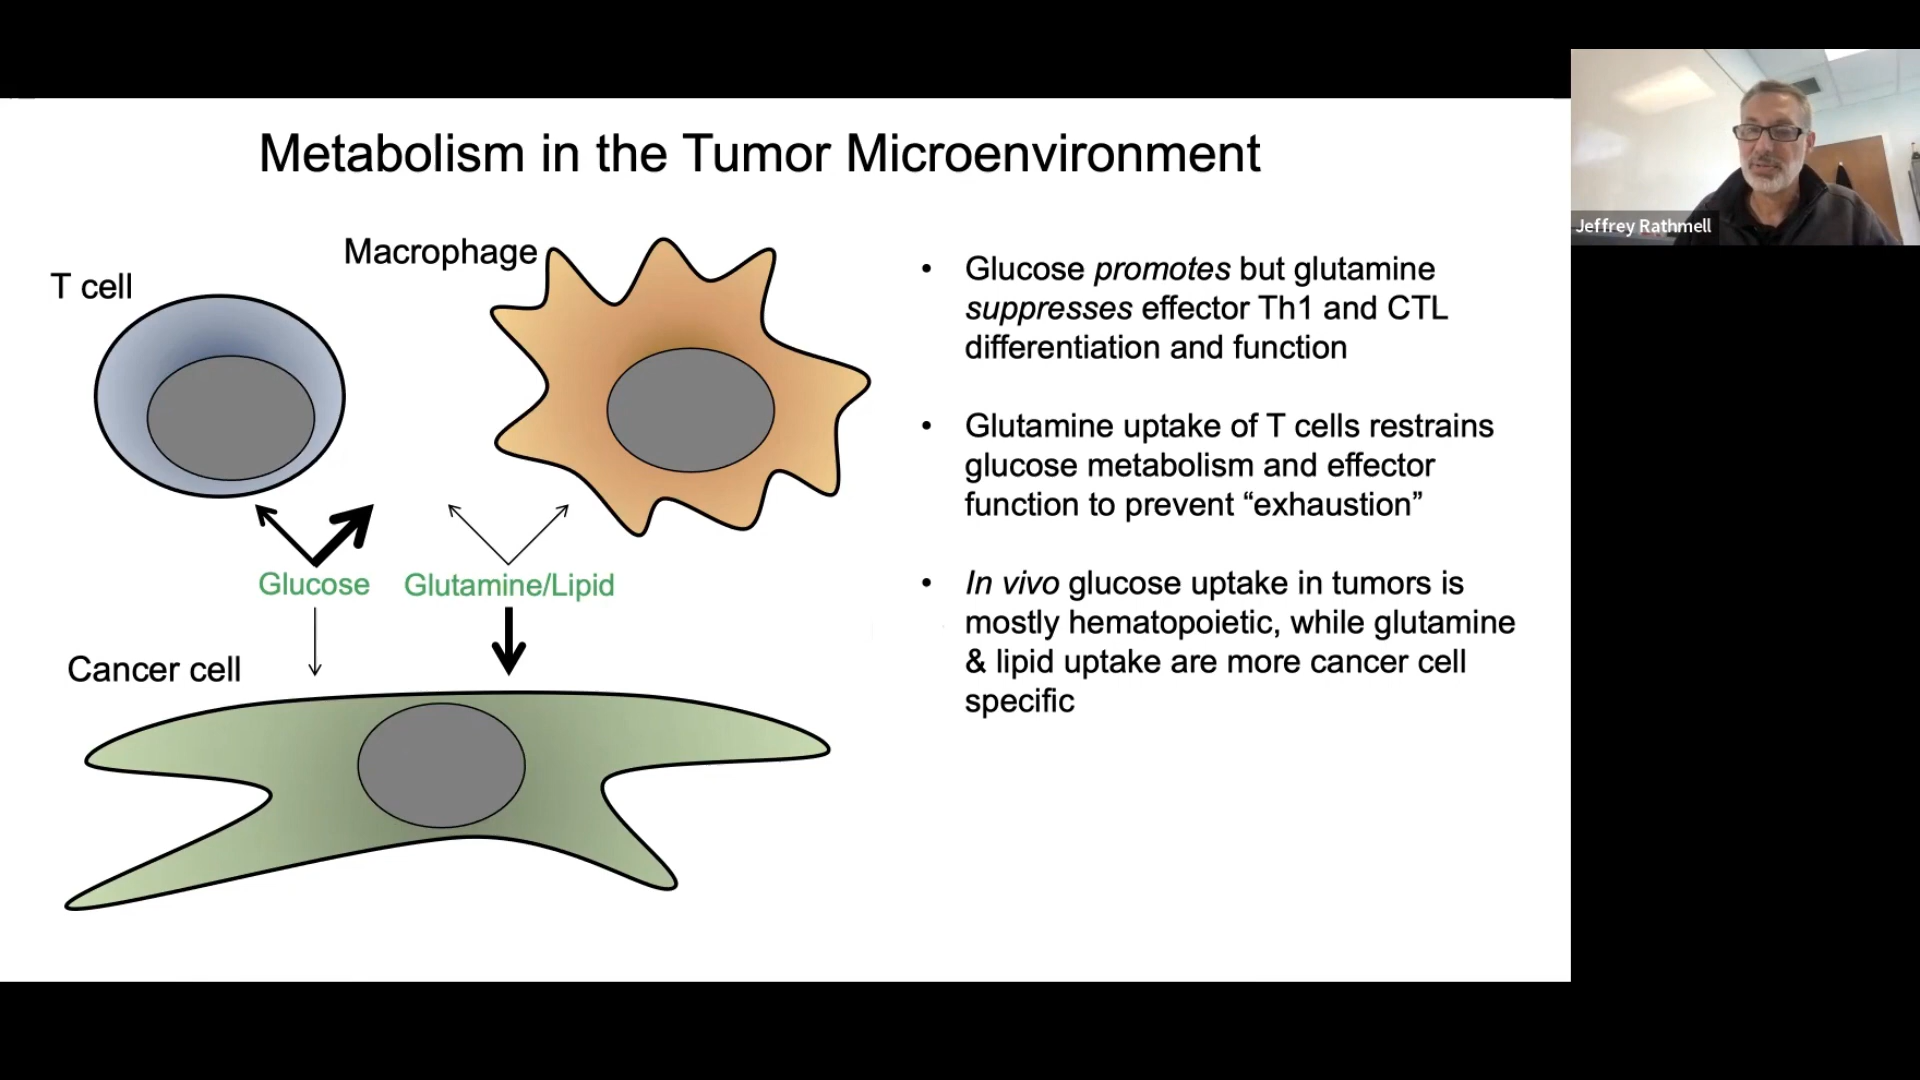 Metabolism in the Tumor Microenvironment
Jeffrey Rathmell
Macrophage
T cell
Glucose
Glutamine/Lipid
Cancer cell
• Glucose promotes but glutamine
suppresses effector Th1 and CTL
differentiation and function
• Glutamine uptake of T cells restrains
glucose metabolism and effector
function to prevent “exhaustion”
• In vivo glucose uptake in tumors is
mostly hematopoietic, while glutamine
& lipid uptake are more cancer cell
specific